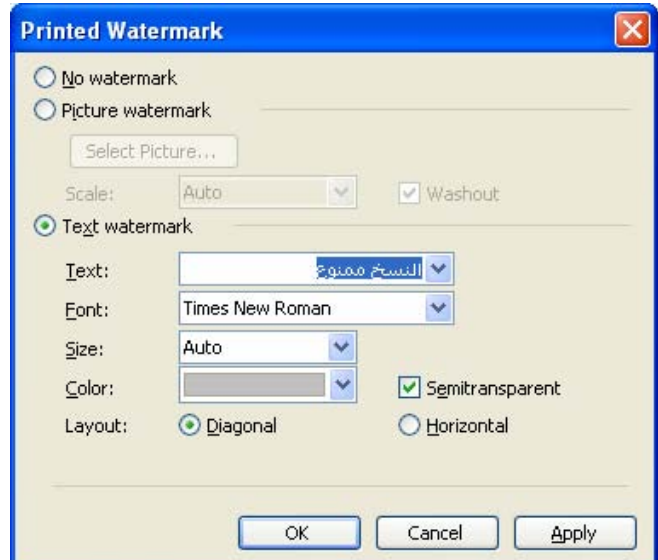 Printed Watermark
No watermark
Picture watermark
Select Picture...
Scale: Auto Washout
Text watermark
Text: النسخ ممنوع
Font: Times New Roman
Size: Auto
Color: Semitransparent
Layout: Diagonal Horizontal
OK Cancel Apply